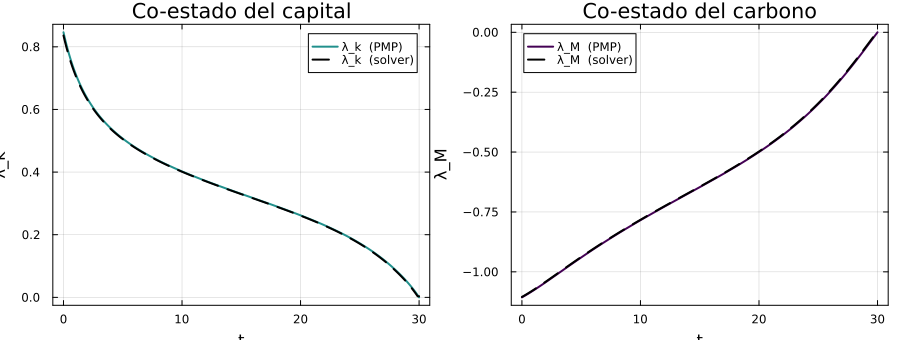 Co-estado del capital
λ_k (PMP)
λ_k (solver)
0.8
0.6
0.4
0.2
0.0
0
10
20
30
Co-estado del carbono
λ_M (PMP)
λ_M (solver)
λ_M
0.00
−0.25
−0.50
−0.75
−1.00
0
10
20
30